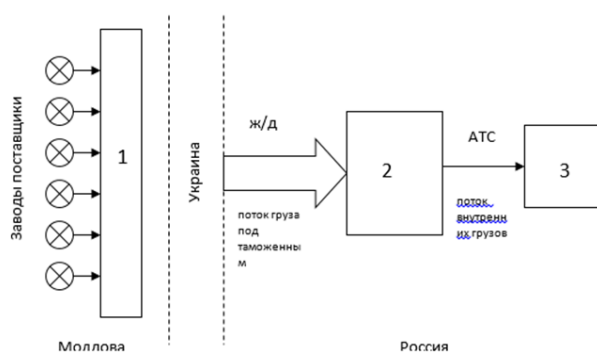 Заводы поставщики
1
Украина
ж/д
поток груза
под
таможенны
м
2
АТС
поток
внутренн
их грузов
3
Молдова
Россия